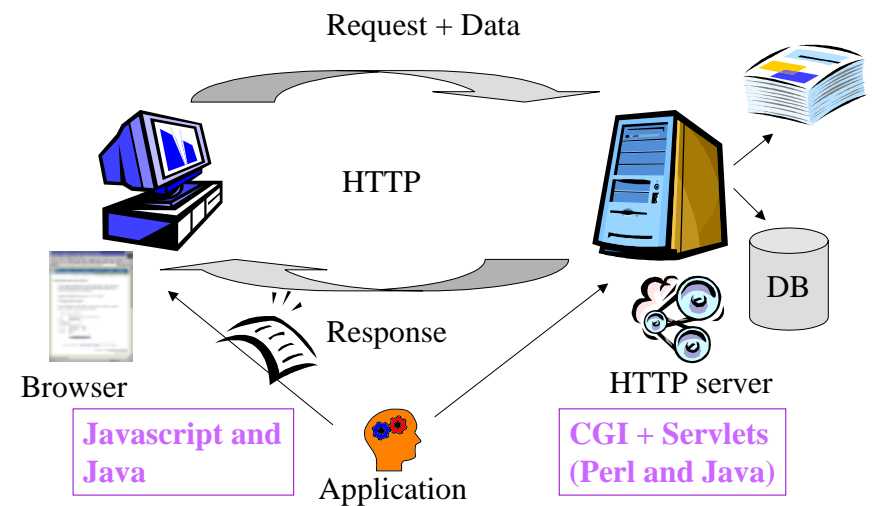 Request + Data
HTTP
DB
Response
Browser
HTTP server
Javascript and
Java
CGI + Servlets
(Perl and Java)
Application